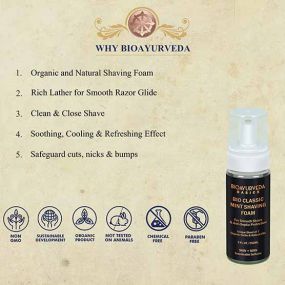 WHY BIOAYURVEDA
1. Organic and Natural Shaving Foam
2. Rich Lather for Smooth Razor Glide
3. Clean & Close Shave
4. Soothing, Cooling & Refreshing Effect
5. Safeguard cuts, nicks & bumps
BIOAYURVEDA
BASICS
BIO CLASSIC
MINT SHAVING
FOAM
NON
GMO
SUSTAINABLE
DEVELOPMENT
ORGANIC
PRODUCT
NOT TESTED
ON ANIMALS
CHEMICAL
FREE
PARABEN
FREE